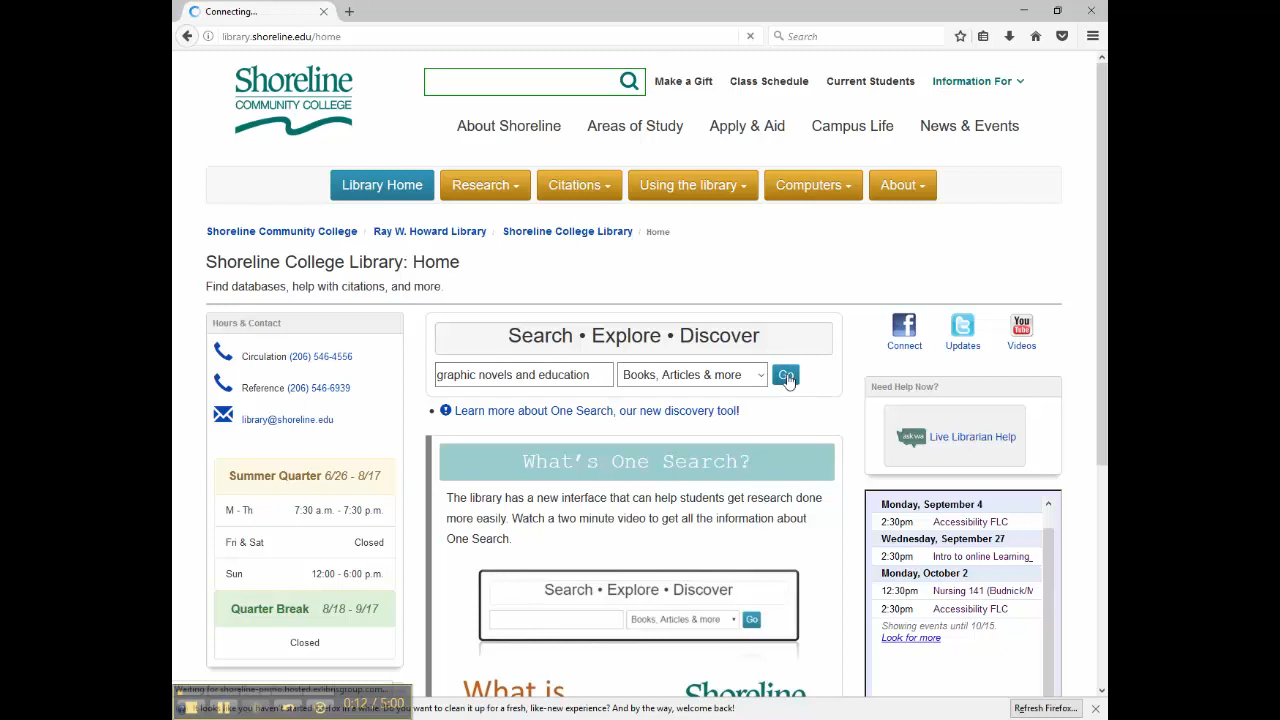 Connecting...
library.shoreline.edu/home
Search
Shoreline
COMMUNITY COLLEGE
Make a Gift
Class Schedule
Current Students
Information For
About Shoreline
Areas of Study
Apply & Aid
Campus Life
News & Events
Library Home
Research
Citations
Using the library
Computers
About
Shoreline Community College / Ray W. Howard Library / Shoreline College Library / Home
Shoreline College Library: Home
Find databases, help with citations, and more.
Hours & Contact
Circulation (206) 546-4556
Reference (206) 546-6939
library@shoreline.edu
Summer Quarter 6/26 - 8/17
M - Th 7:30 a.m. - 7:30 p.m.
Fri & Sat Closed
Sun 12:00 - 6:00 p.m.
Quarter Break 8/18 - 9/17
Closed
Search • Explore • Discover
graphic novels and education
Books, Articles & more
Go
Learn more about One Search, our new discovery tool!
What's One Search?
The library has a new interface that can help students get research done
more easily. Watch a two minute video to get all the information about
One Search.
Search • Explore • Discover
Books, Articles & more
Go
What is
Shoreline
Connect
Updates
You
Tube
Videos
Need Help Now?
askwa
Live Librarian Help
Monday, September 4
2:30pm Accessibility FLC
Wednesday, September 27
2:30pm Intro to online Learning_
Monday, October 2
12:30pm Nursing 141 (Budnick/M
2:30pm Accessibility FLC
Showing events until 10/15.
Look for more
Waiting for shoreline-primo.hosted.exlibrisgroup.com...
0:12 / 5:00
looks like you haven't started Firefox in a while. Do you want to clean it up for a fresh, like-new experience? And by the way, welcome back!
Refresh Firefox...